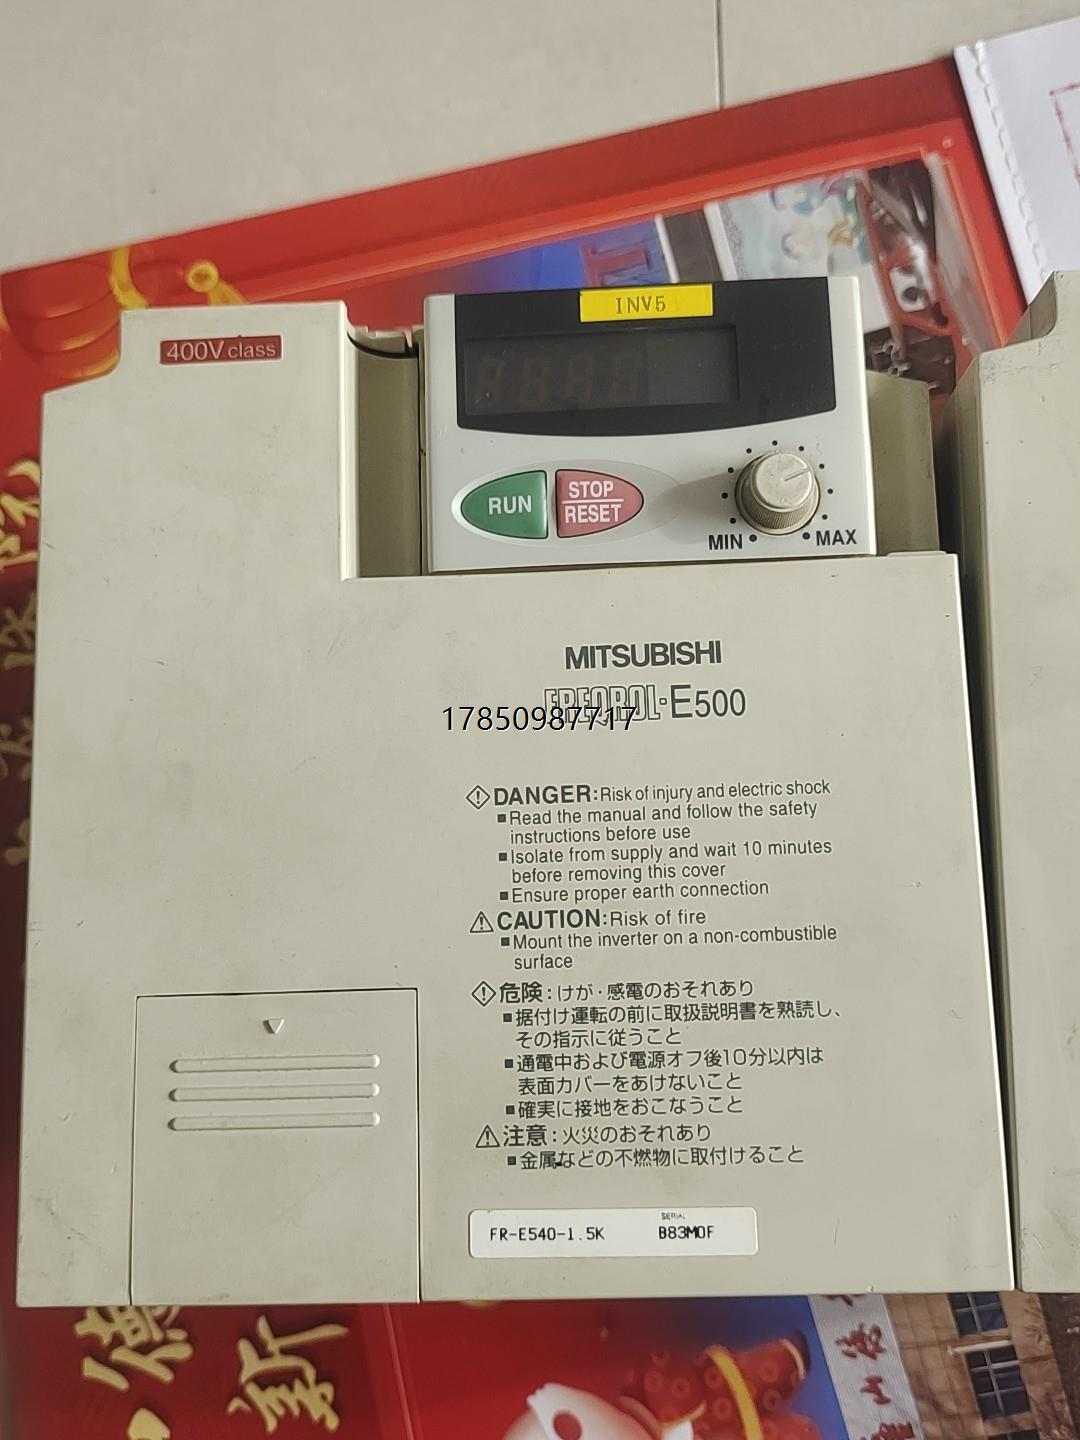 INV5
400V class
RUN
STOP
RESET
MIN
MAX
MITSUBISHI
FREQROL-E500
17850987717
DANGER:Risk of injury and electric shock
Read the manual and follow the safety
instructions before use
Isolate from supply and wait 10 minutes
before removing this cover
Ensure proper earth connection
CAUTION:Risk of fire
Mount the inverter on a non-combustible
surface
危険:けが・感電のおそれあり
据付け運転の前に取扱説明書を熟読し、
その指示に従うこと
通電中および電源オフ後10分以内は
表面カバーをあけないこと
確実に接地をおこなうこと
注意:火災のおそれあり
金属などの不燃物に取付けること
SERIAL
FR-E540-1.5K B83M0F